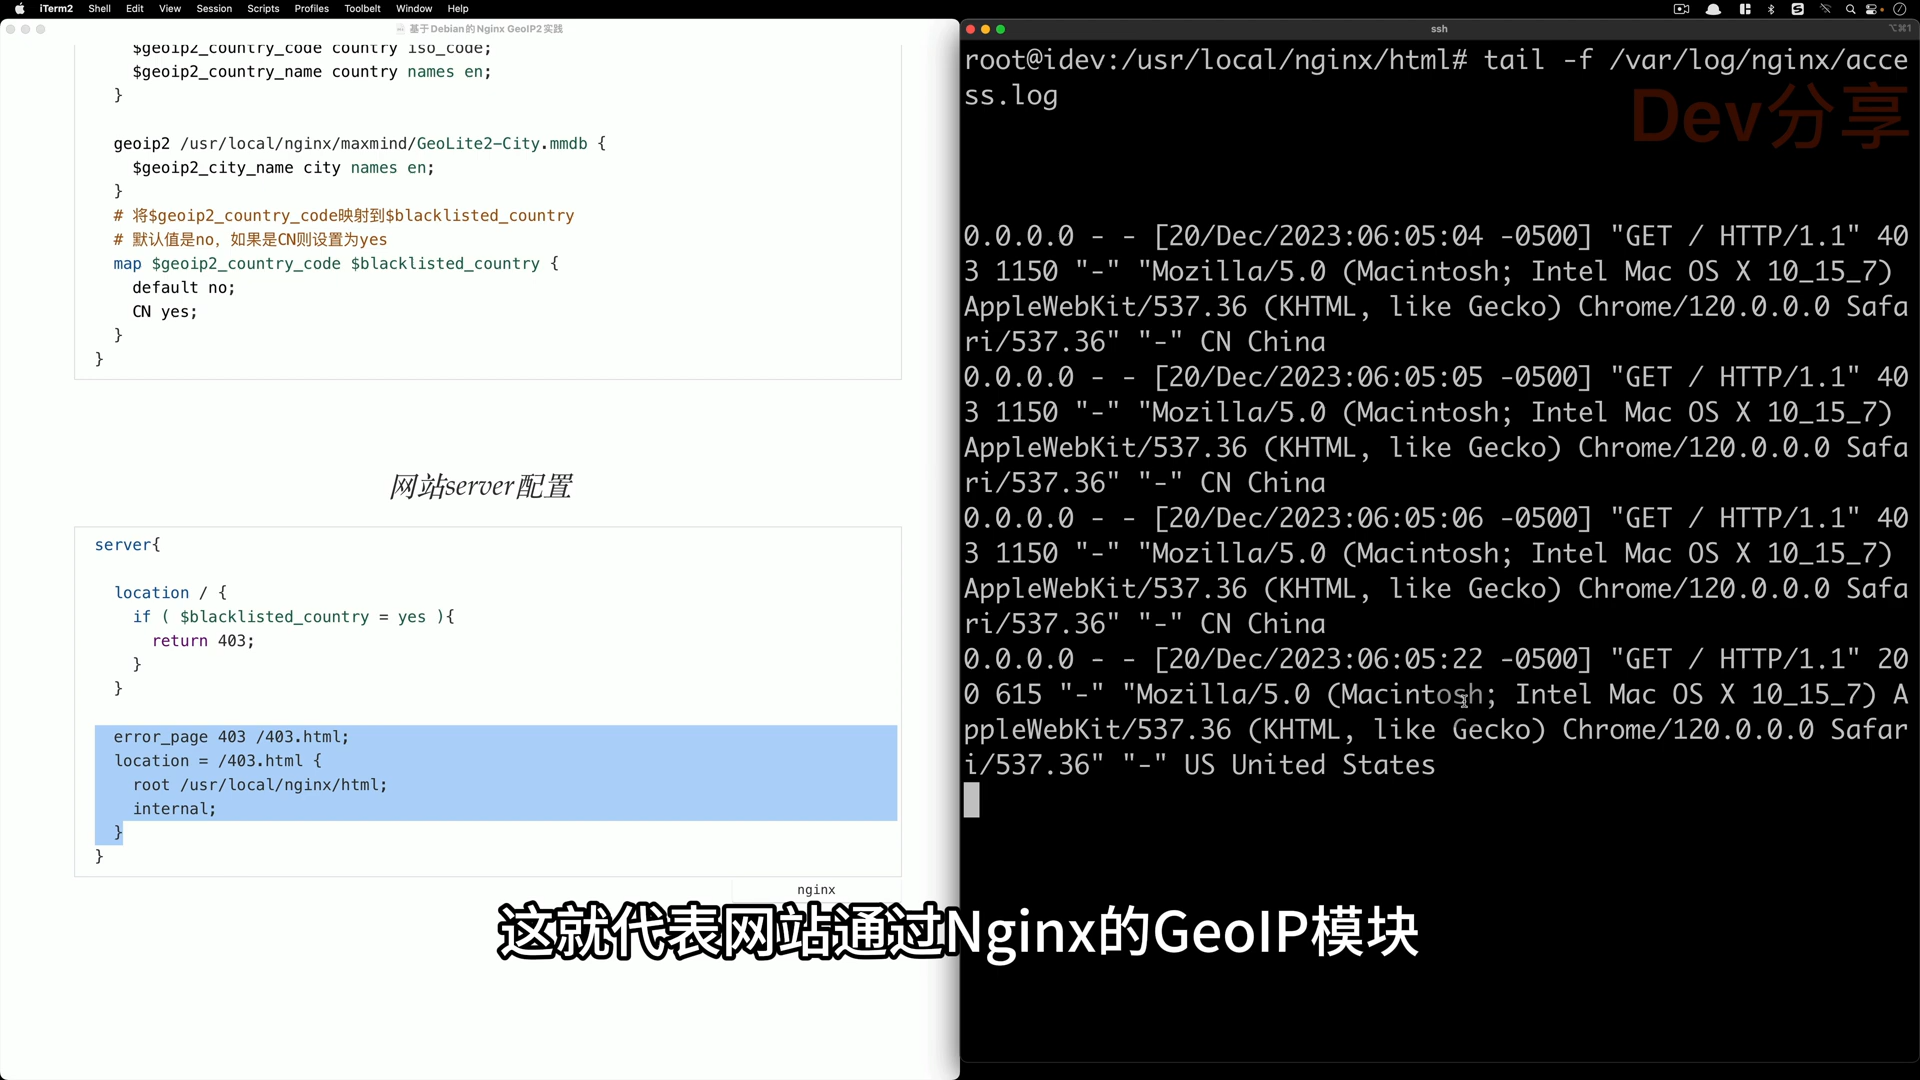 iTerm2 Shell Edit View Session Scripts Profiles Toolbelt Window Help
基于Debian的Nginx GeoIP2实践
$geoip2_country_code country iso_code;
$geoip2_country_name country names en;
}
geoip2 /usr/local/nginx/maxmind/GeoLite2-City.mmdb {
$geoip2_city_name city names en;
}
# 将$geoip2_country_code映射到$blacklisted_country
# 默认值是no，如果是CN则设置为yes
map $geoip2_country_code $blacklisted_country {
default no;
CN yes;
}
}
网站server配置
server{
location / {
if ( $blacklisted_country = yes ){
return 403;
}
}
error_page 403 /403.html;
location = /403.html {
root /usr/local/nginx/html;
internal;
}
}
nginx
ssh
⌥⌘1
root@idev:/usr/local/nginx/html# tail -f /var/log/nginx/acce
ss.log
Dev分享
0.0.0.0 - - [20/Dec/2023:06:05:04 -0500] "GET / HTTP/1.1" 40
3 1150 "-" "Mozilla/5.0 (Macintosh; Intel Mac OS X 10_15_7)
AppleWebKit/537.36 (KHTML, like Gecko) Chrome/120.0.0.0 Safa
ri/537.36" "-" CN China
0.0.0.0 - - [20/Dec/2023:06:05:05 -0500] "GET / HTTP/1.1" 40
3 1150 "-" "Mozilla/5.0 (Macintosh; Intel Mac OS X 10_15_7)
AppleWebKit/537.36 (KHTML, like Gecko) Chrome/120.0.0.0 Safa
ri/537.36" "-" CN China
0.0.0.0 - - [20/Dec/2023:06:05:06 -0500] "GET / HTTP/1.1" 40
3 1150 "-" "Mozilla/5.0 (Macintosh; Intel Mac OS X 10_15_7)
AppleWebKit/537.36 (KHTML, like Gecko) Chrome/120.0.0.0 Safa
ri/537.36" "-" CN China
0.0.0.0 - - [20/Dec/2023:06:05:22 -0500] "GET / HTTP/1.1" 20
0 615 "-" "Mozilla/5.0 (Macintosh; Intel Mac OS X 10_15_7) A
ppleWebKit/537.36 (KHTML, like Gecko) Chrome/120.0.0.0 Safar
i/537.36" "-" US United States
这就代表网站通过Nginx的GeoIP模块